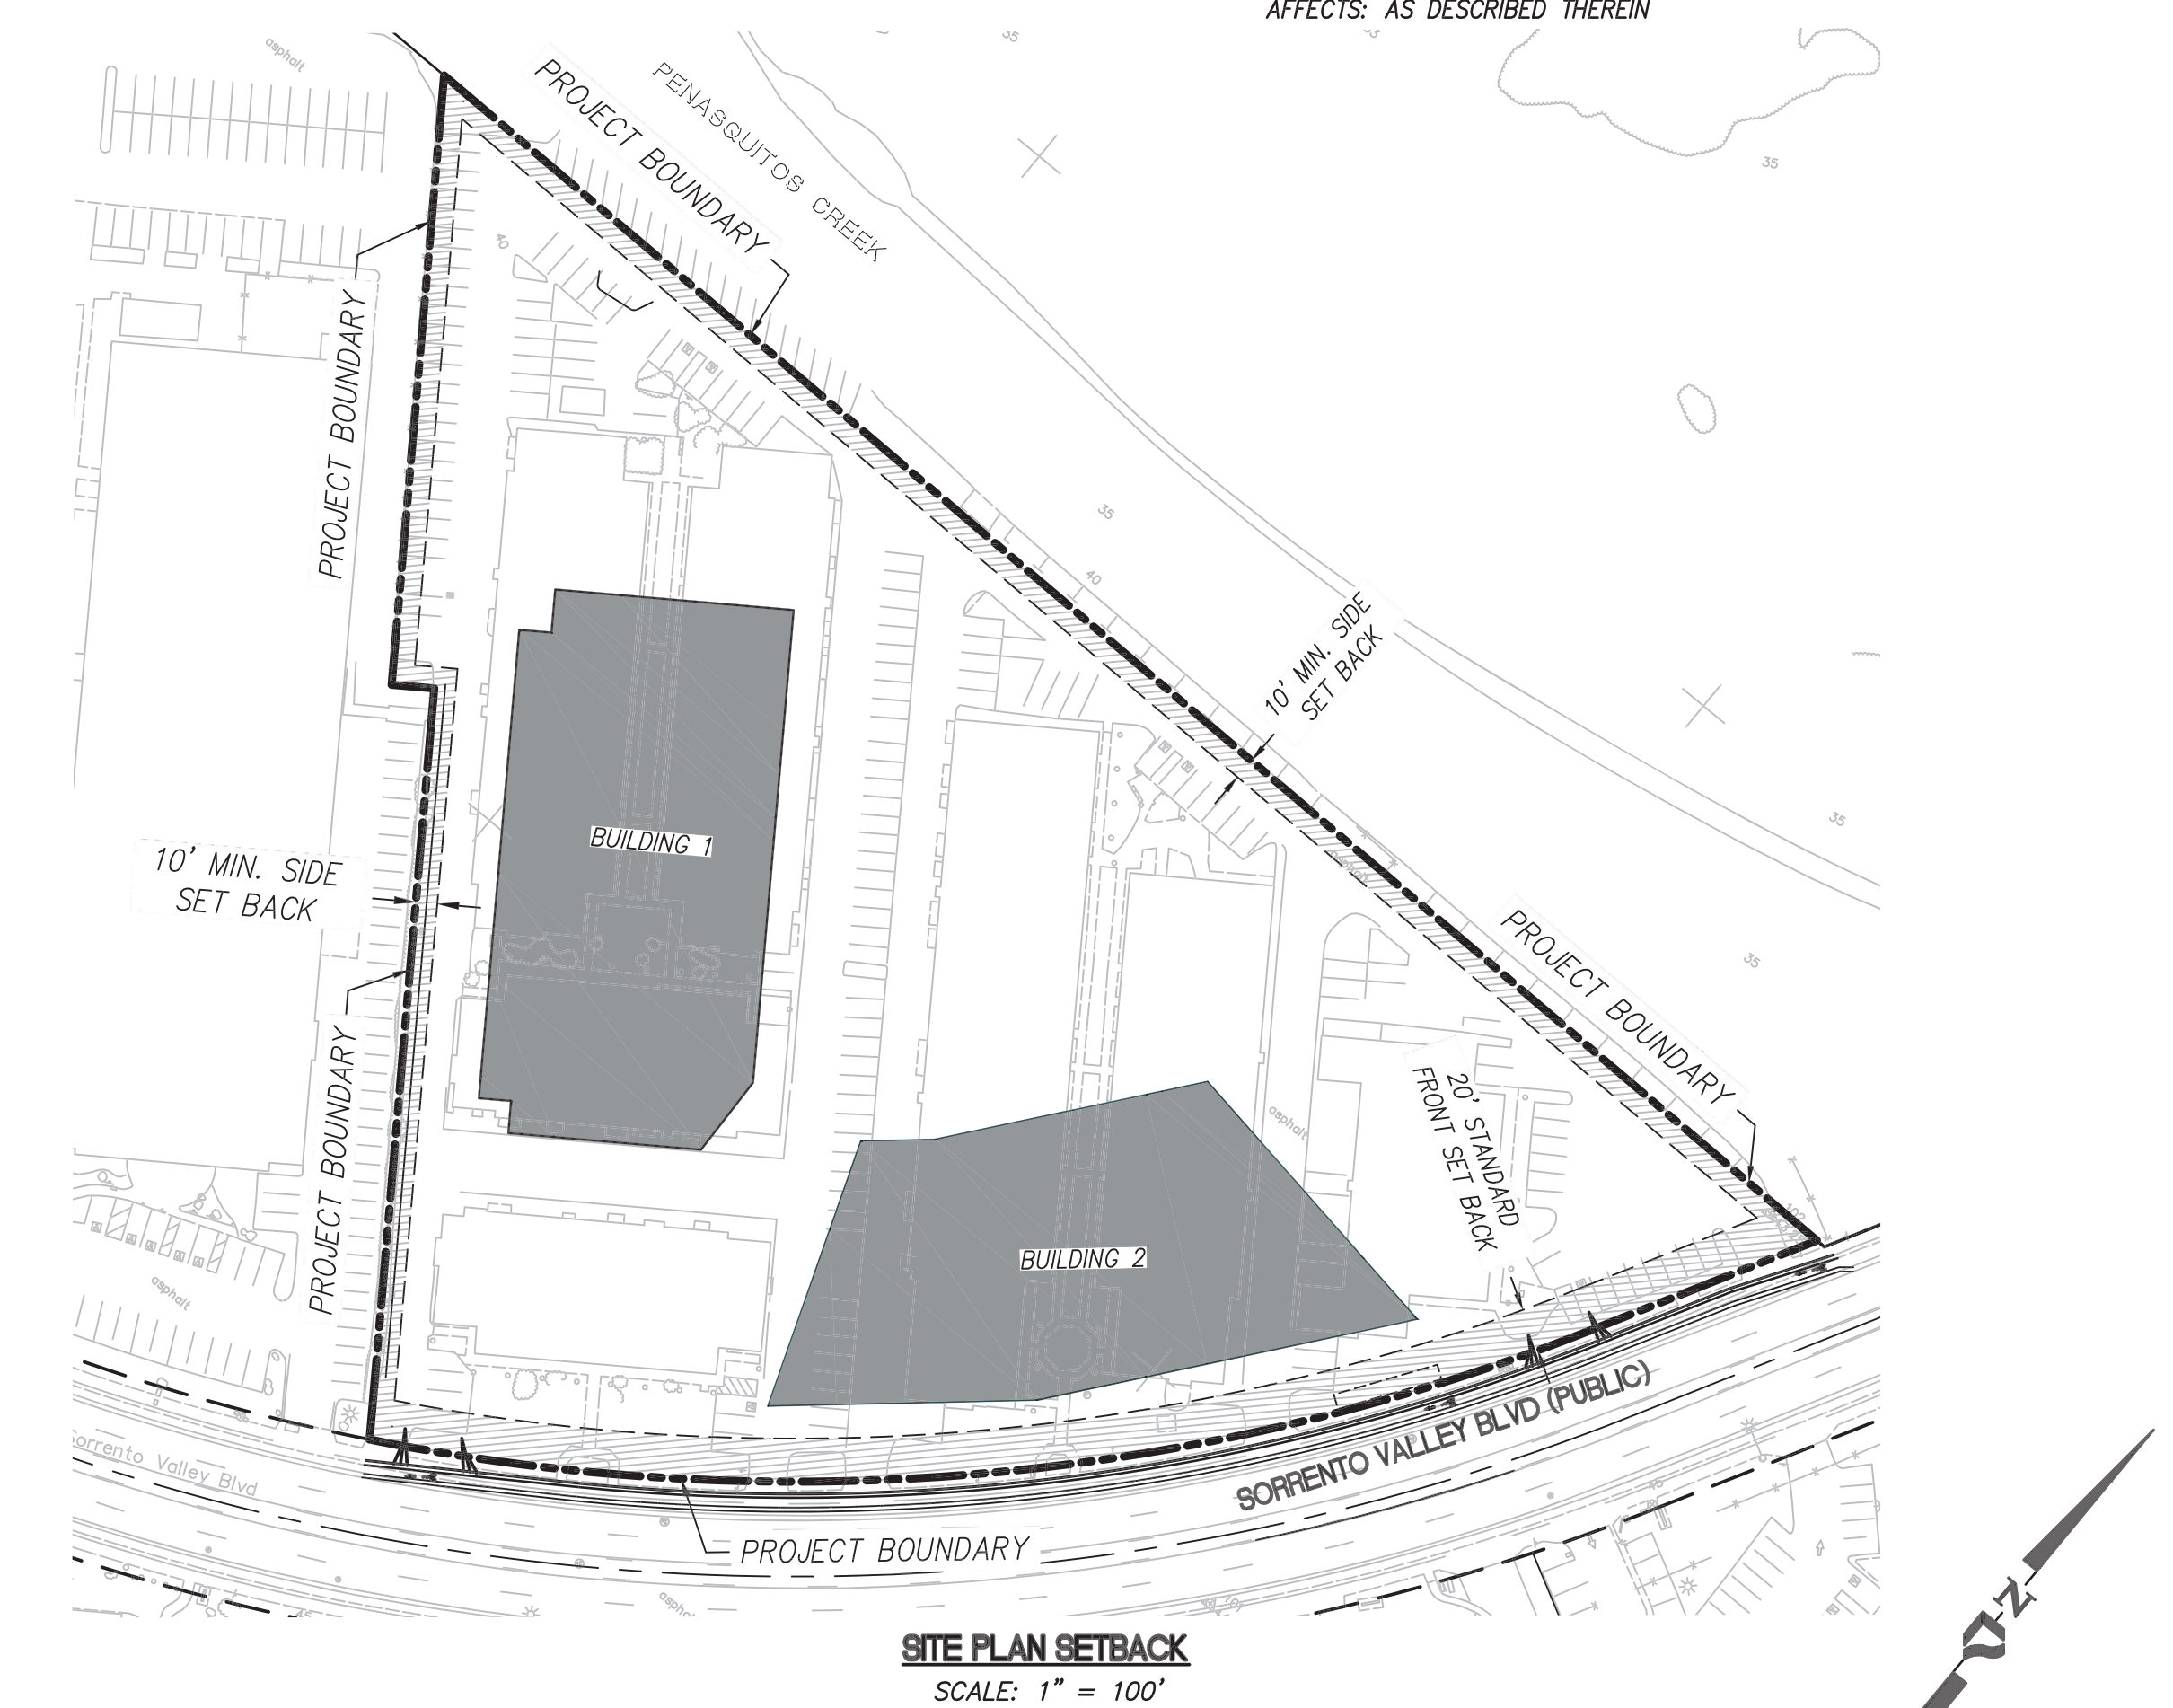 AFFECTS: AS DESCRIBED THEREIN
asphalt
35
PROJECT BOUNDARY
PENASQUITOS CREEK
35
40
PROJECT BOUNDARY
35
40
10' MIN. SIDE
SET BACK
35
BUILDING 1
10' MIN. SIDE
SET BACK
asphalt
PROJECT BOUNDARY
35
PROJECT BOUNDARY
20' STANDARD
FRONT SET BACK
asphalt
102
BUILDING 2
asphalt
SORRENTO VALLEY BLVD (PUBLIC)
Sorrento Valley Blvd
45
PROJECT BOUNDARY
N
SITE PLAN SETBACK
SCALE: 1" = 100'